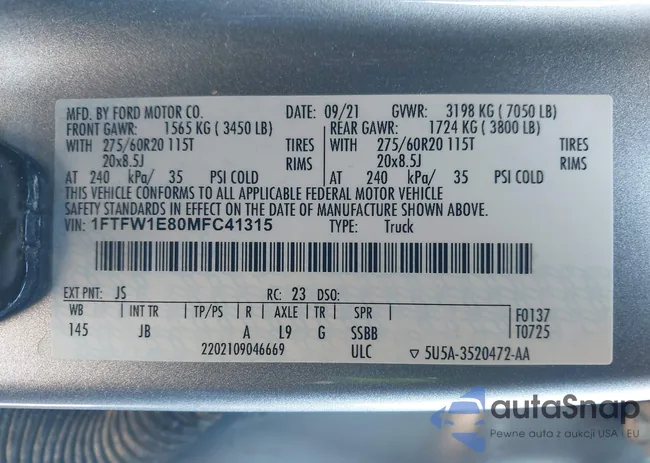 MFD. BY FORD MOTOR CO. DATE: 09/21 GVWR: 3198 KG ( 7050 LB)
FRONT GAWR: 1565 KG ( 3450 LB) REAR GAWR: 1724 KG ( 3800 LB)
WITH 275/60R20 115T TIRES WITH 275/60R20 115T TIRES
20x8.5J RIMS 20x8.5J RIMS
AT 240 kPa/ 35 PSI COLD AT 240 kPa/ 35 PSI COLD
THIS VEHICLE CONFORMS TO ALL APPLICABLE FEDERAL MOTOR VEHICLE
SAFETY STANDARDS IN EFFECT ON THE DATE OF MANUFACTURE SHOWN ABOVE.
VIN: 1FTFW1E80MFC41315 TYPE: Truck
EXT PNT: JS RC: 23 DSO:
WB INT TR TP/PS R AXLE TR SPR F0137
145 JB A L9 G SSBB T0725
2202109046669 ULC ▽ 5U5A-3520472-AA
autoSnap
Pewne auto z aukcji USA i EU